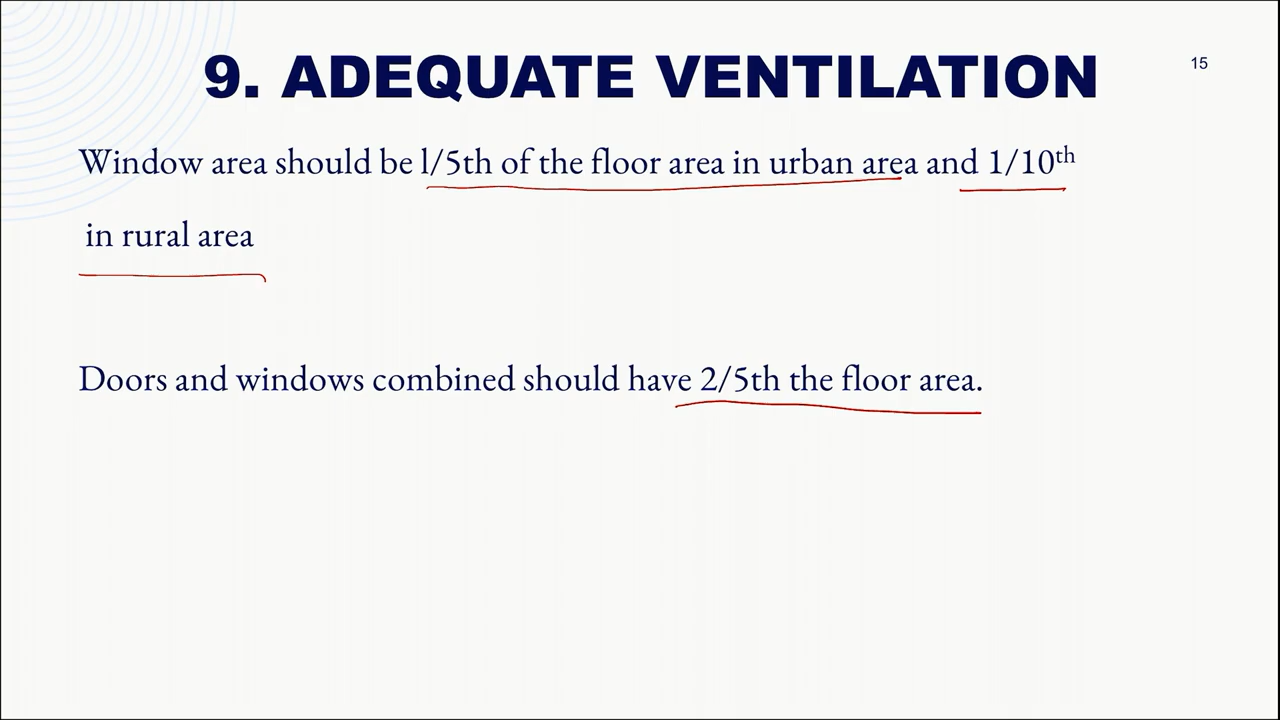 9. ADEQUATE VENTILATION
15
Window area should be l/5th of the floor area in urban area and 1/10th
in rural area
Doors and windows combined should have 2/5th the floor area.